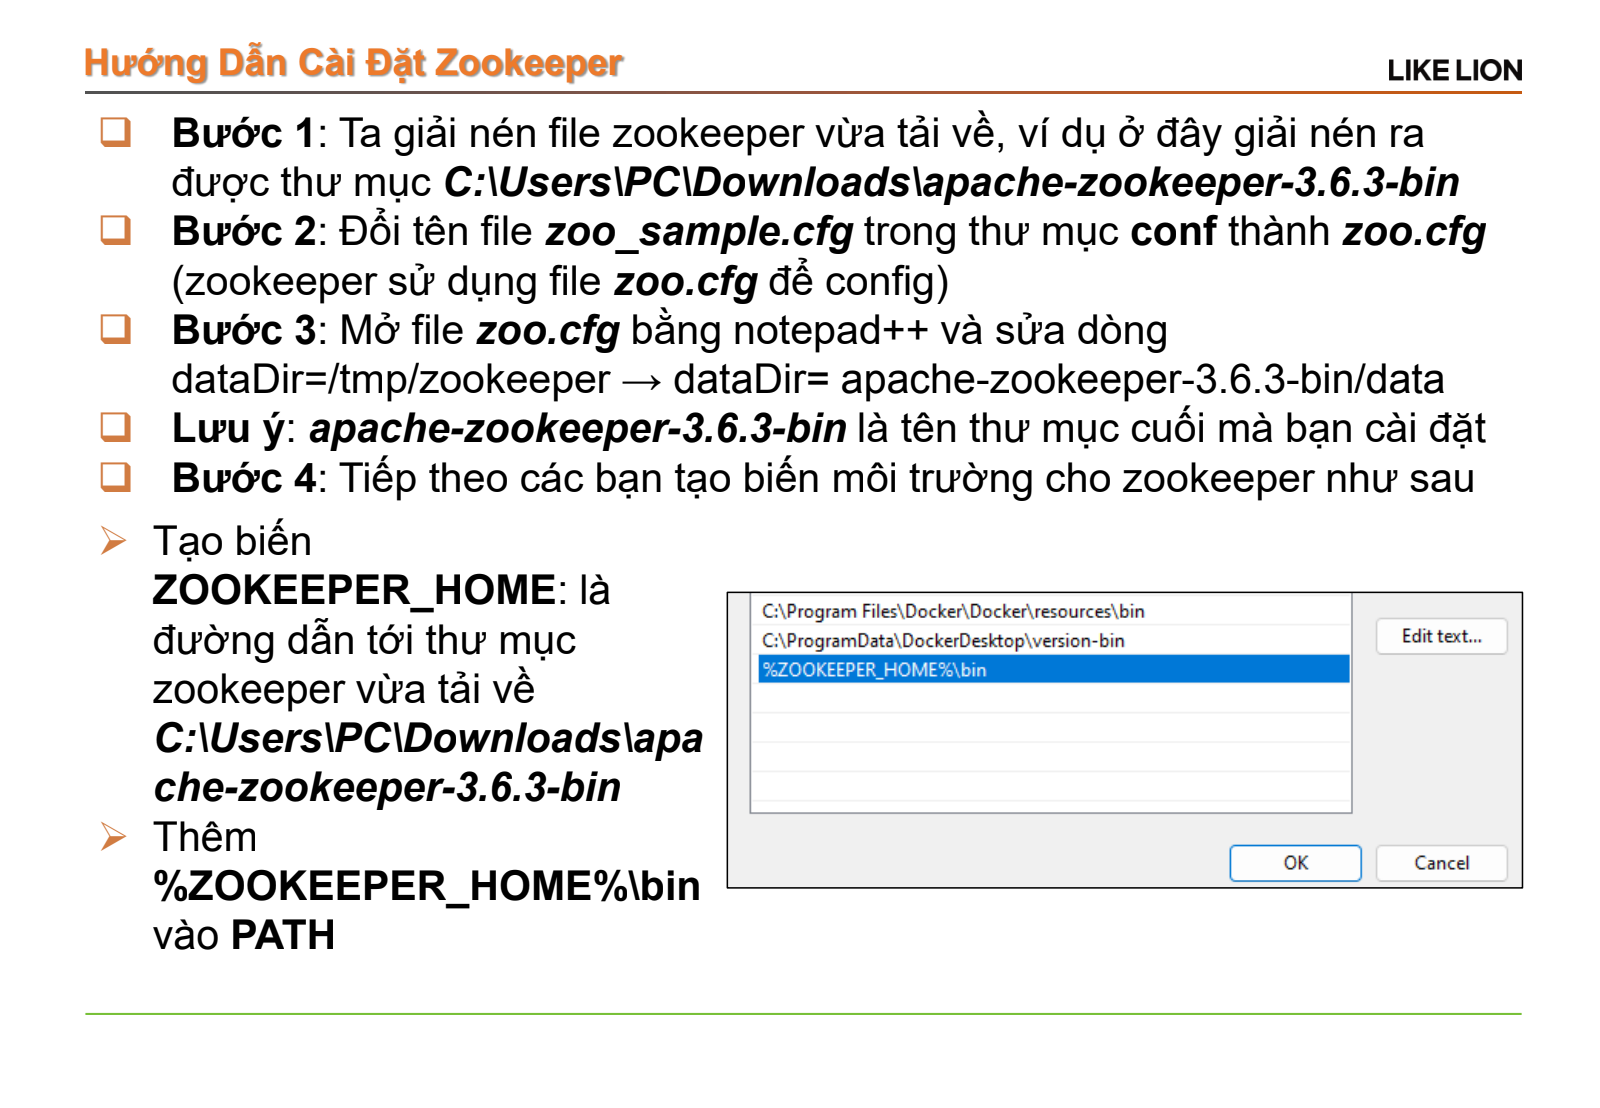 Hướng Dẫn Cài Đặt Zookeeper
LIKE LION
Bước 1: Ta giải nén file zookeeper vừa tải về, ví dụ ở đây giải nén ra
được thư mục C:\Users\PC\Downloads\apache-zookeeper-3.6.3-bin
Bước 2: Đổi tên file zoo_sample.cfg trong thư mục conf thành zoo.cfg
(zookeeper sử dụng file zoo.cfg để config)
Bước 3: Mở file zoo.cfg bằng notepad++ và sửa dòng
dataDir=/tmp/zookeeper → dataDir= apache-zookeeper-3.6.3-bin/data
Lưu ý: apache-zookeeper-3.6.3-bin là tên thư mục cuối mà bạn cài đặt
Bước 4: Tiếp theo các bạn tạo biến môi trường cho zookeeper như sau
Tạo biến
ZOOKEEPER_HOME: là
đường dẫn tới thư mục
zookeeper vừa tải về
C:\Users\PC\Downloads\apa
che-zookeeper-3.6.3-bin
Thêm
%ZOOKEEPER_HOME%\bin
vào PATH
C:\Program Files\Docker\Docker\resources\bin
C:\ProgramData\DockerDesktop\version-bin
%ZOOKEEPER_HOME%\bin
Edit text...
OK
Cancel